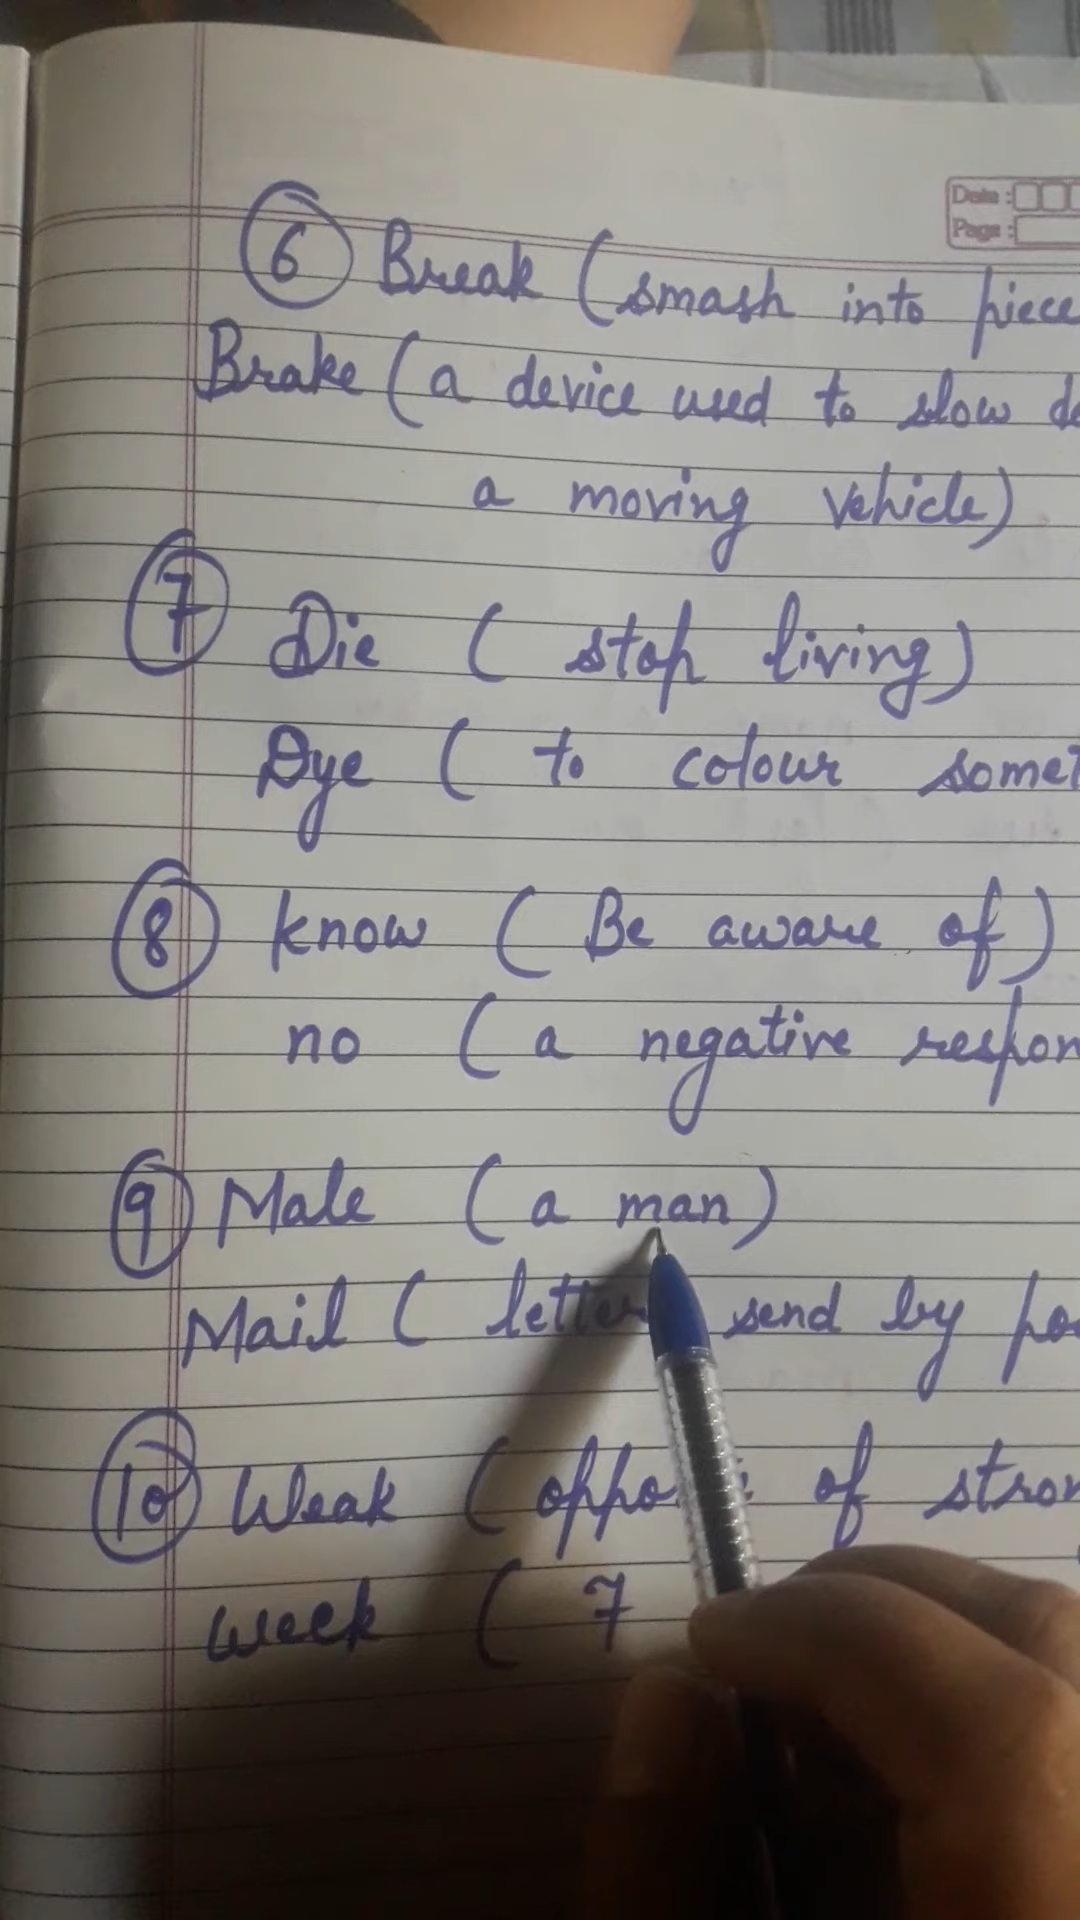 Date :
Page :
6 Break (smash into piece
Brake (a device used to slow
a moving vehicle)
7 Die ( stop living)
Dye ( to colour
8 know ( Be aware of)
no ( a negative
9 Male ( a man)
Mail ( letter send by
10 Weak ( of
week ( 7